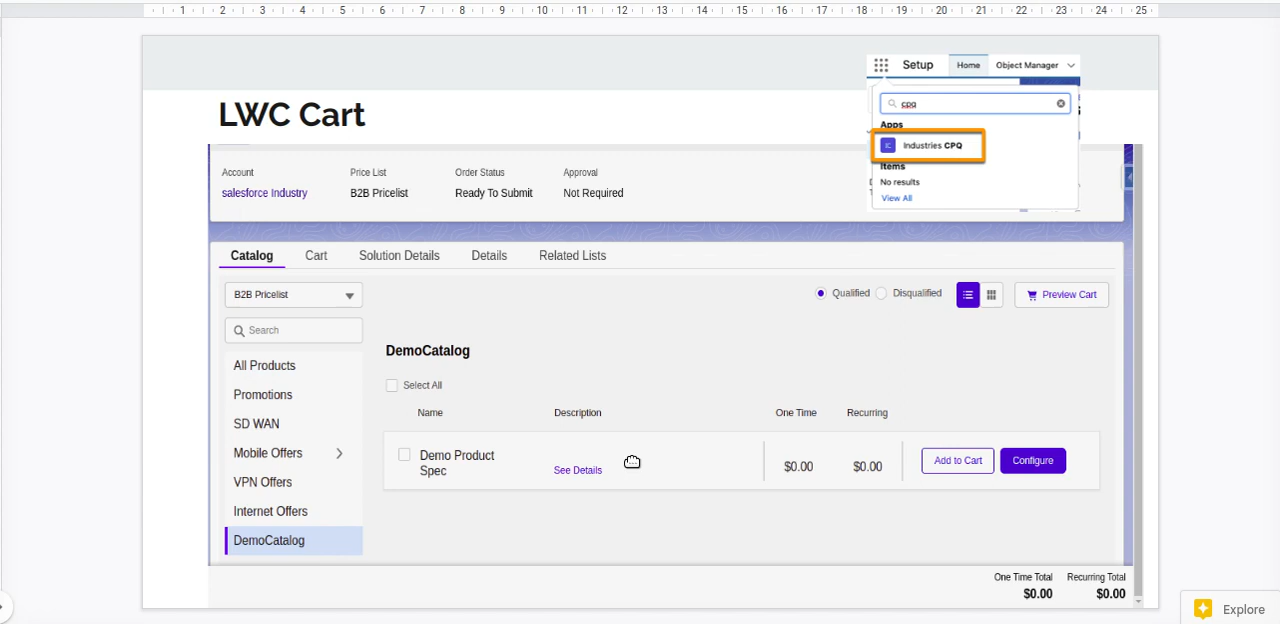 1 2 3 4 5 6 7 8 9 10 11 12 13 14 15 16 17 18 19 20 21 22 23 24 25
Setup Home Object Manager
LWC Cart
cpq
Apps
IC Industries CPQ
Items
No results
View All
Account Price List Order Status Approval
salesforce Industry B2B Pricelist Ready To Submit Not Required
Catalog Cart Solution Details Details Related Lists
B2B Pricelist Qualified Disqualified Preview Cart
Search
DemoCatalog
All Products
Select All
Promotions
Name Description One Time Recurring
SD WAN
Mobile Offers
Demo Product
Spec
See Details $0.00 $0.00 Add to Cart Configure
VPN Offers
Internet Offers
DemoCatalog
One Time Total Recurring Total
$0.00 $0.00
Explore